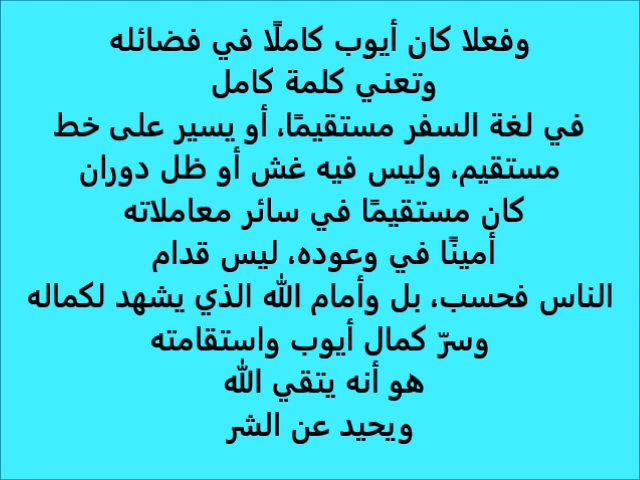 وفعلا كان أيوب كاملًا في فضائله
وتعني كلمة كامل
في لغة السفر مستقيمًا، أو يسير على خط
مستقيم، وليس فيه غش أو ظل دوران
كان مستقيمًا في سائر معاملاته
أمينًا في وعوده، ليس قدام
الناس فحسب، بل وأمام الله الذي يشهد لكماله
وسرّ كمال أيوب واستقامته
هو أنه يتقي الله
ويحيد عن الشر